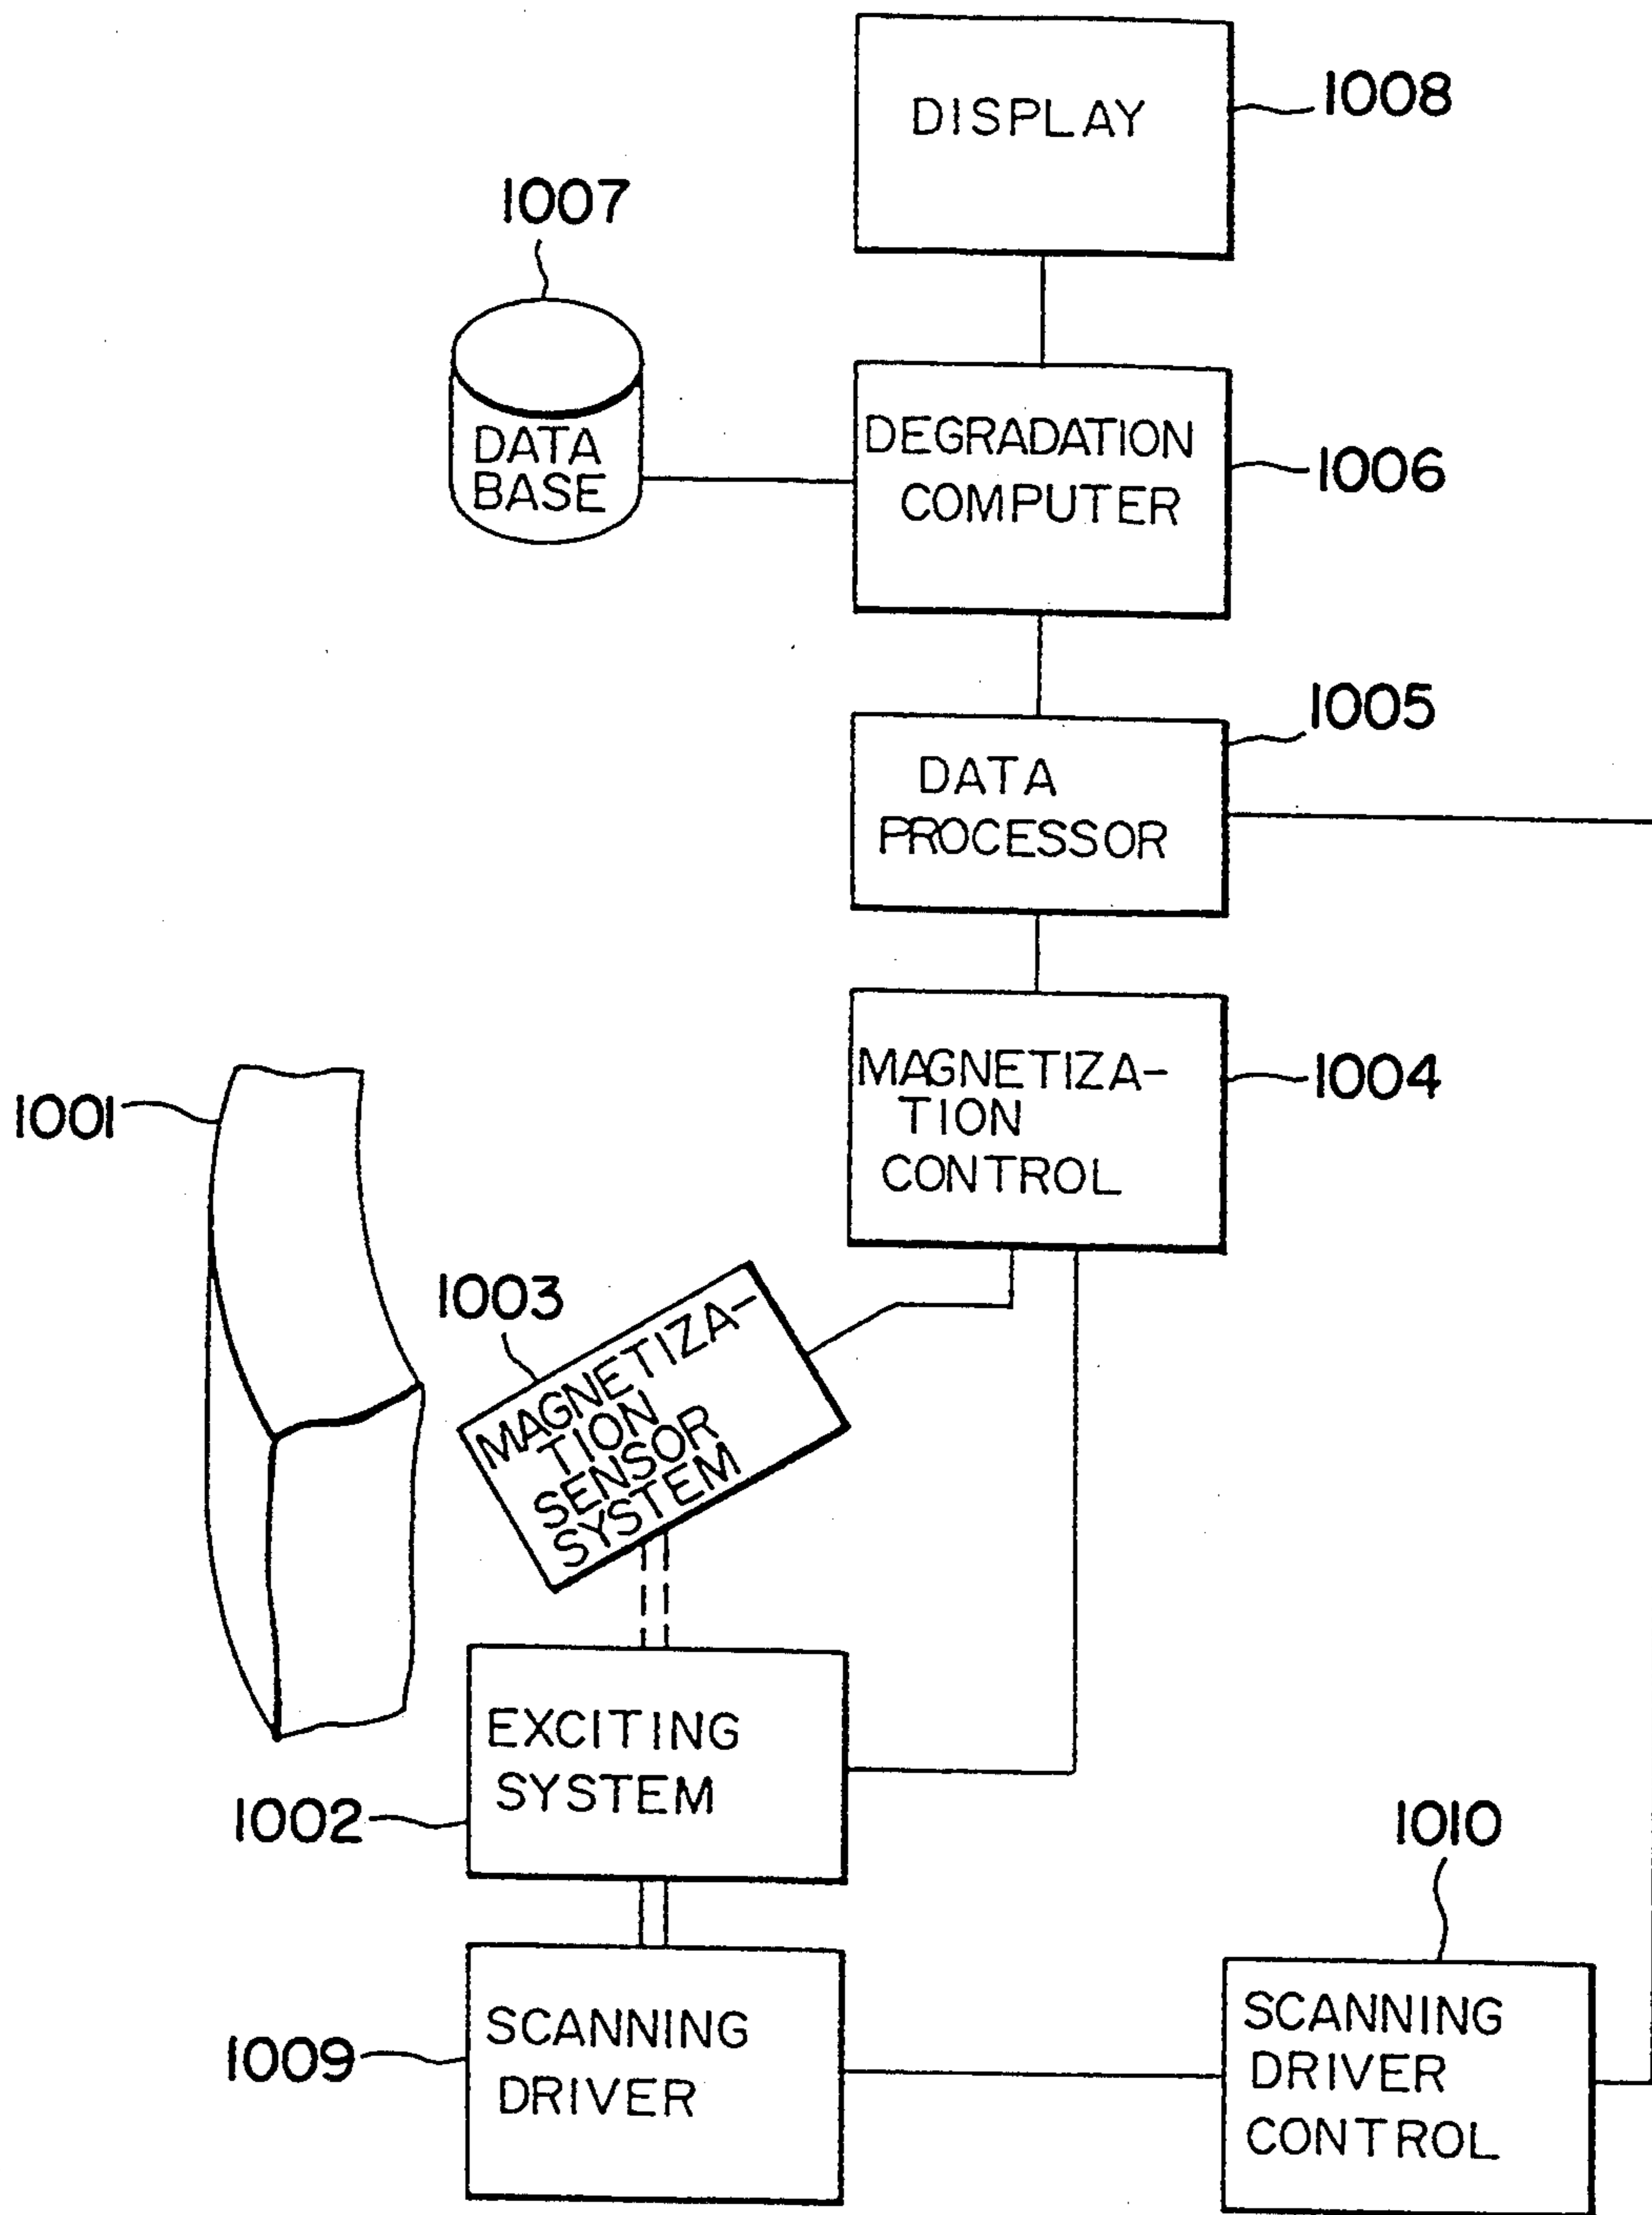 DISPLAY
1008
1007
DATA
BASE
DEGRADATION
COMPUTER
1006
1005
DATA
PROCESSOR
MAGNETIZA-
TION
CONTROL
1004
1001
1003
MAGNETIZA-
TION
SENSOR
SYSTEM
EXCITING
SYSTEM
1002
1010
SCANNING
DRIVER
1009
SCANNING
DRIVER
CONTROL